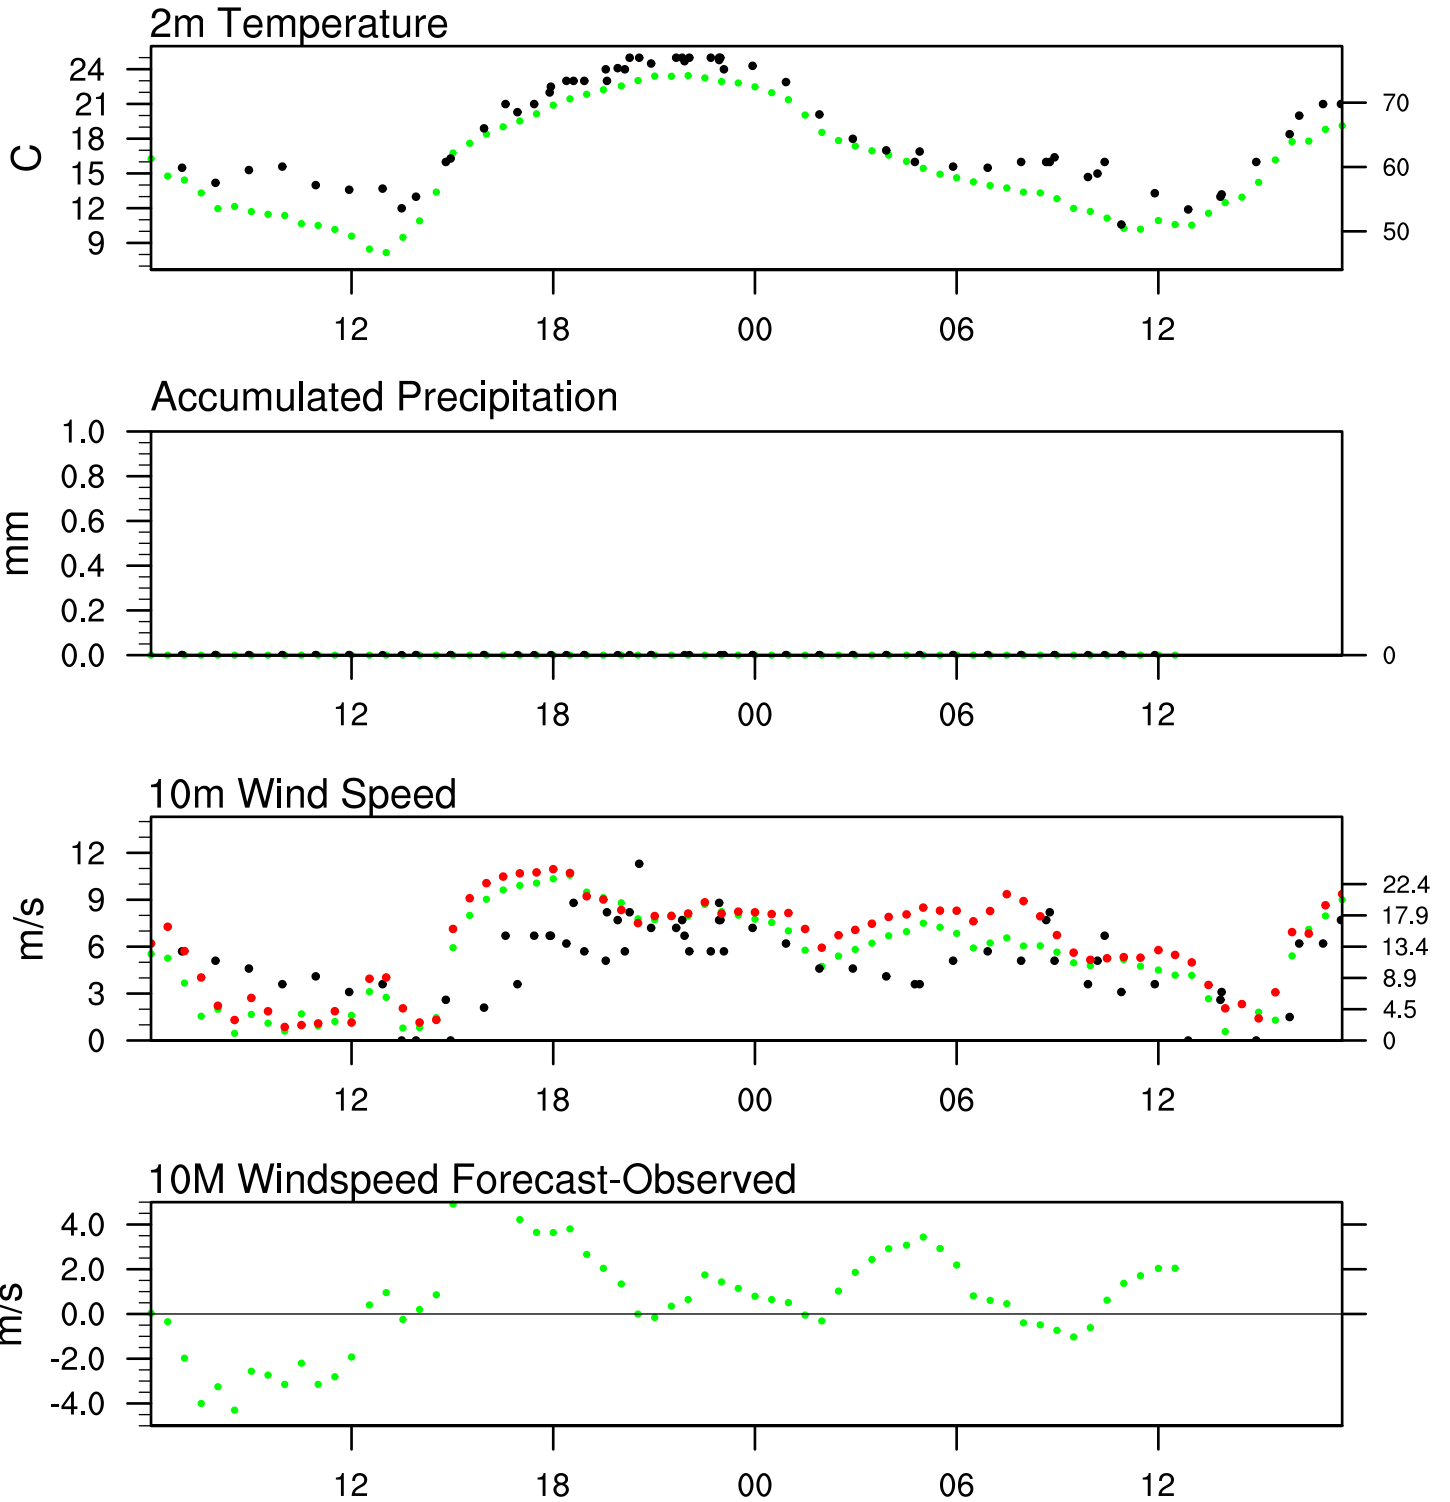 2m Temperature
24
21
18
15
12
9
C
70
60
50
12 18 00 06 12
Accumulated Precipitation
1.0
0.8
0.6
0.4
0.2
0.0
mm
0
12 18 00 06 12
10m Wind Speed
12
9
6
3
0
m/s
22.4
17.9
13.4
8.9
4.5
0
12 18 00 06 12
10M Windspeed Forecast-Observed
4.0
2.0
0.0
-2.0
-4.0
m/s
12 18 00 06 12